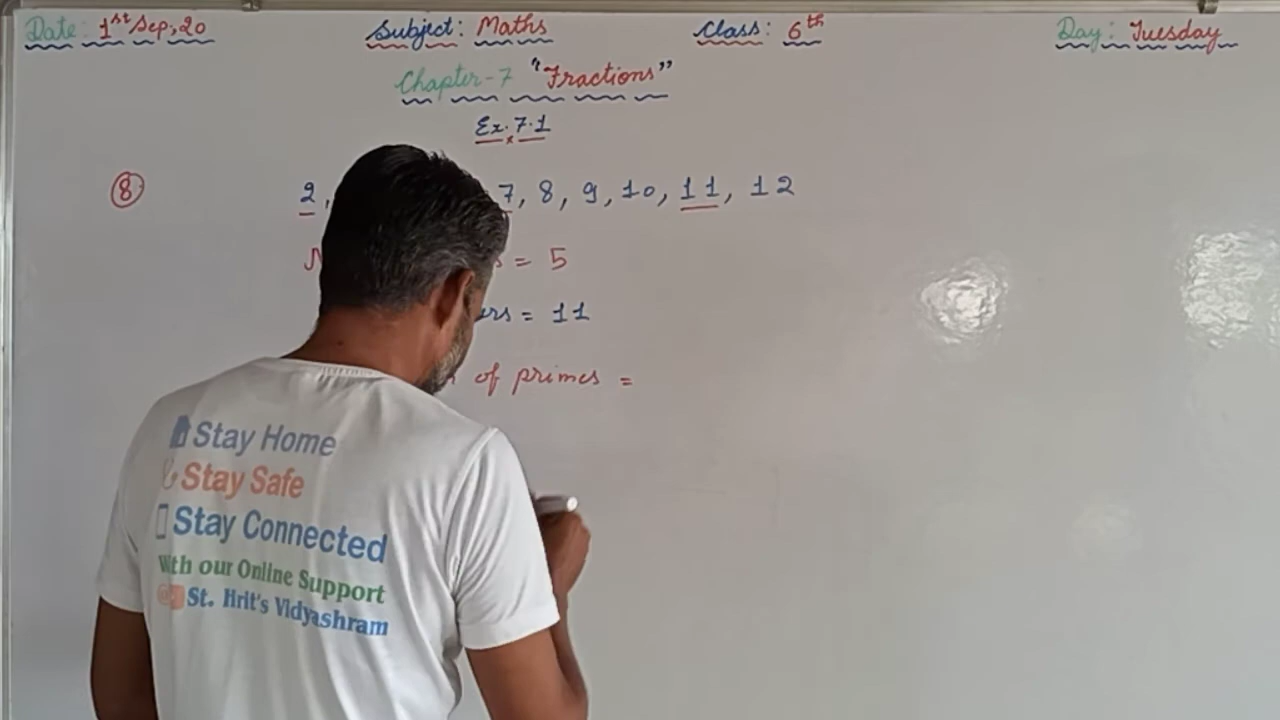 Date: 1st Sep, 20 Subject: Maths Class: 6th Day: Tuesday
Chapter-7 "Fractions"
Ex. 7.1
8 2, 7, 8, 9, 10, 11, 12
= 5
= 11
of primes =
Stay Home
Stay Safe
Stay Connected
With our Online Support
St. Hrit's Vidyashram